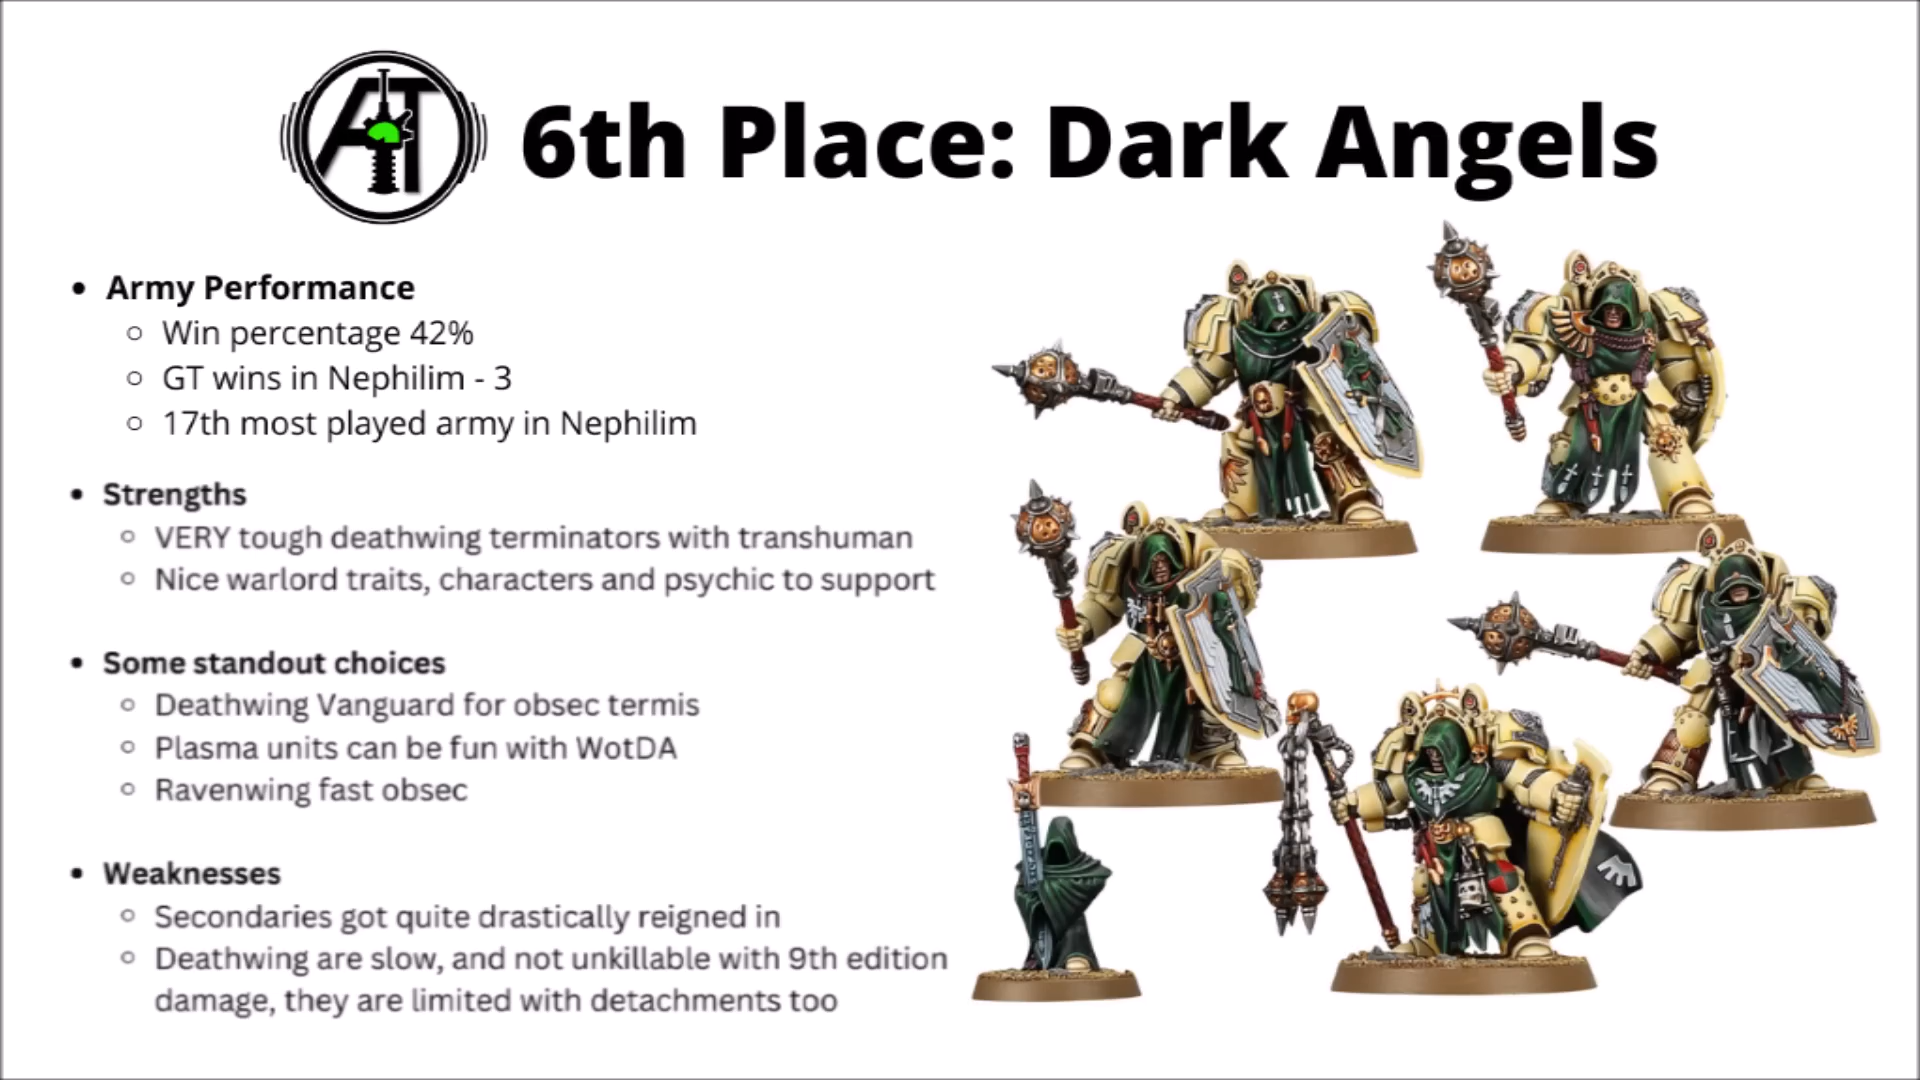 AT
6th Place: Dark Angels
• Army Performance
○ Win percentage 42%
○ GT wins in Nephilim - 3
○ 17th most played army in Nephilim
• Strengths
○ VERY tough deathwing terminators with transhuman
○ Nice warlord traits, characters and psychic to support
• Some standout choices
○ Deathwing Vanguard for obsec termis
○ Plasma units can be fun with WotDA
○ Ravenwing fast obsec
• Weaknesses
○ Secondaries got quite drastically reigned in
○ Deathwing are slow, and not unkillable with 9th edition
damage, they are limited with detachments too